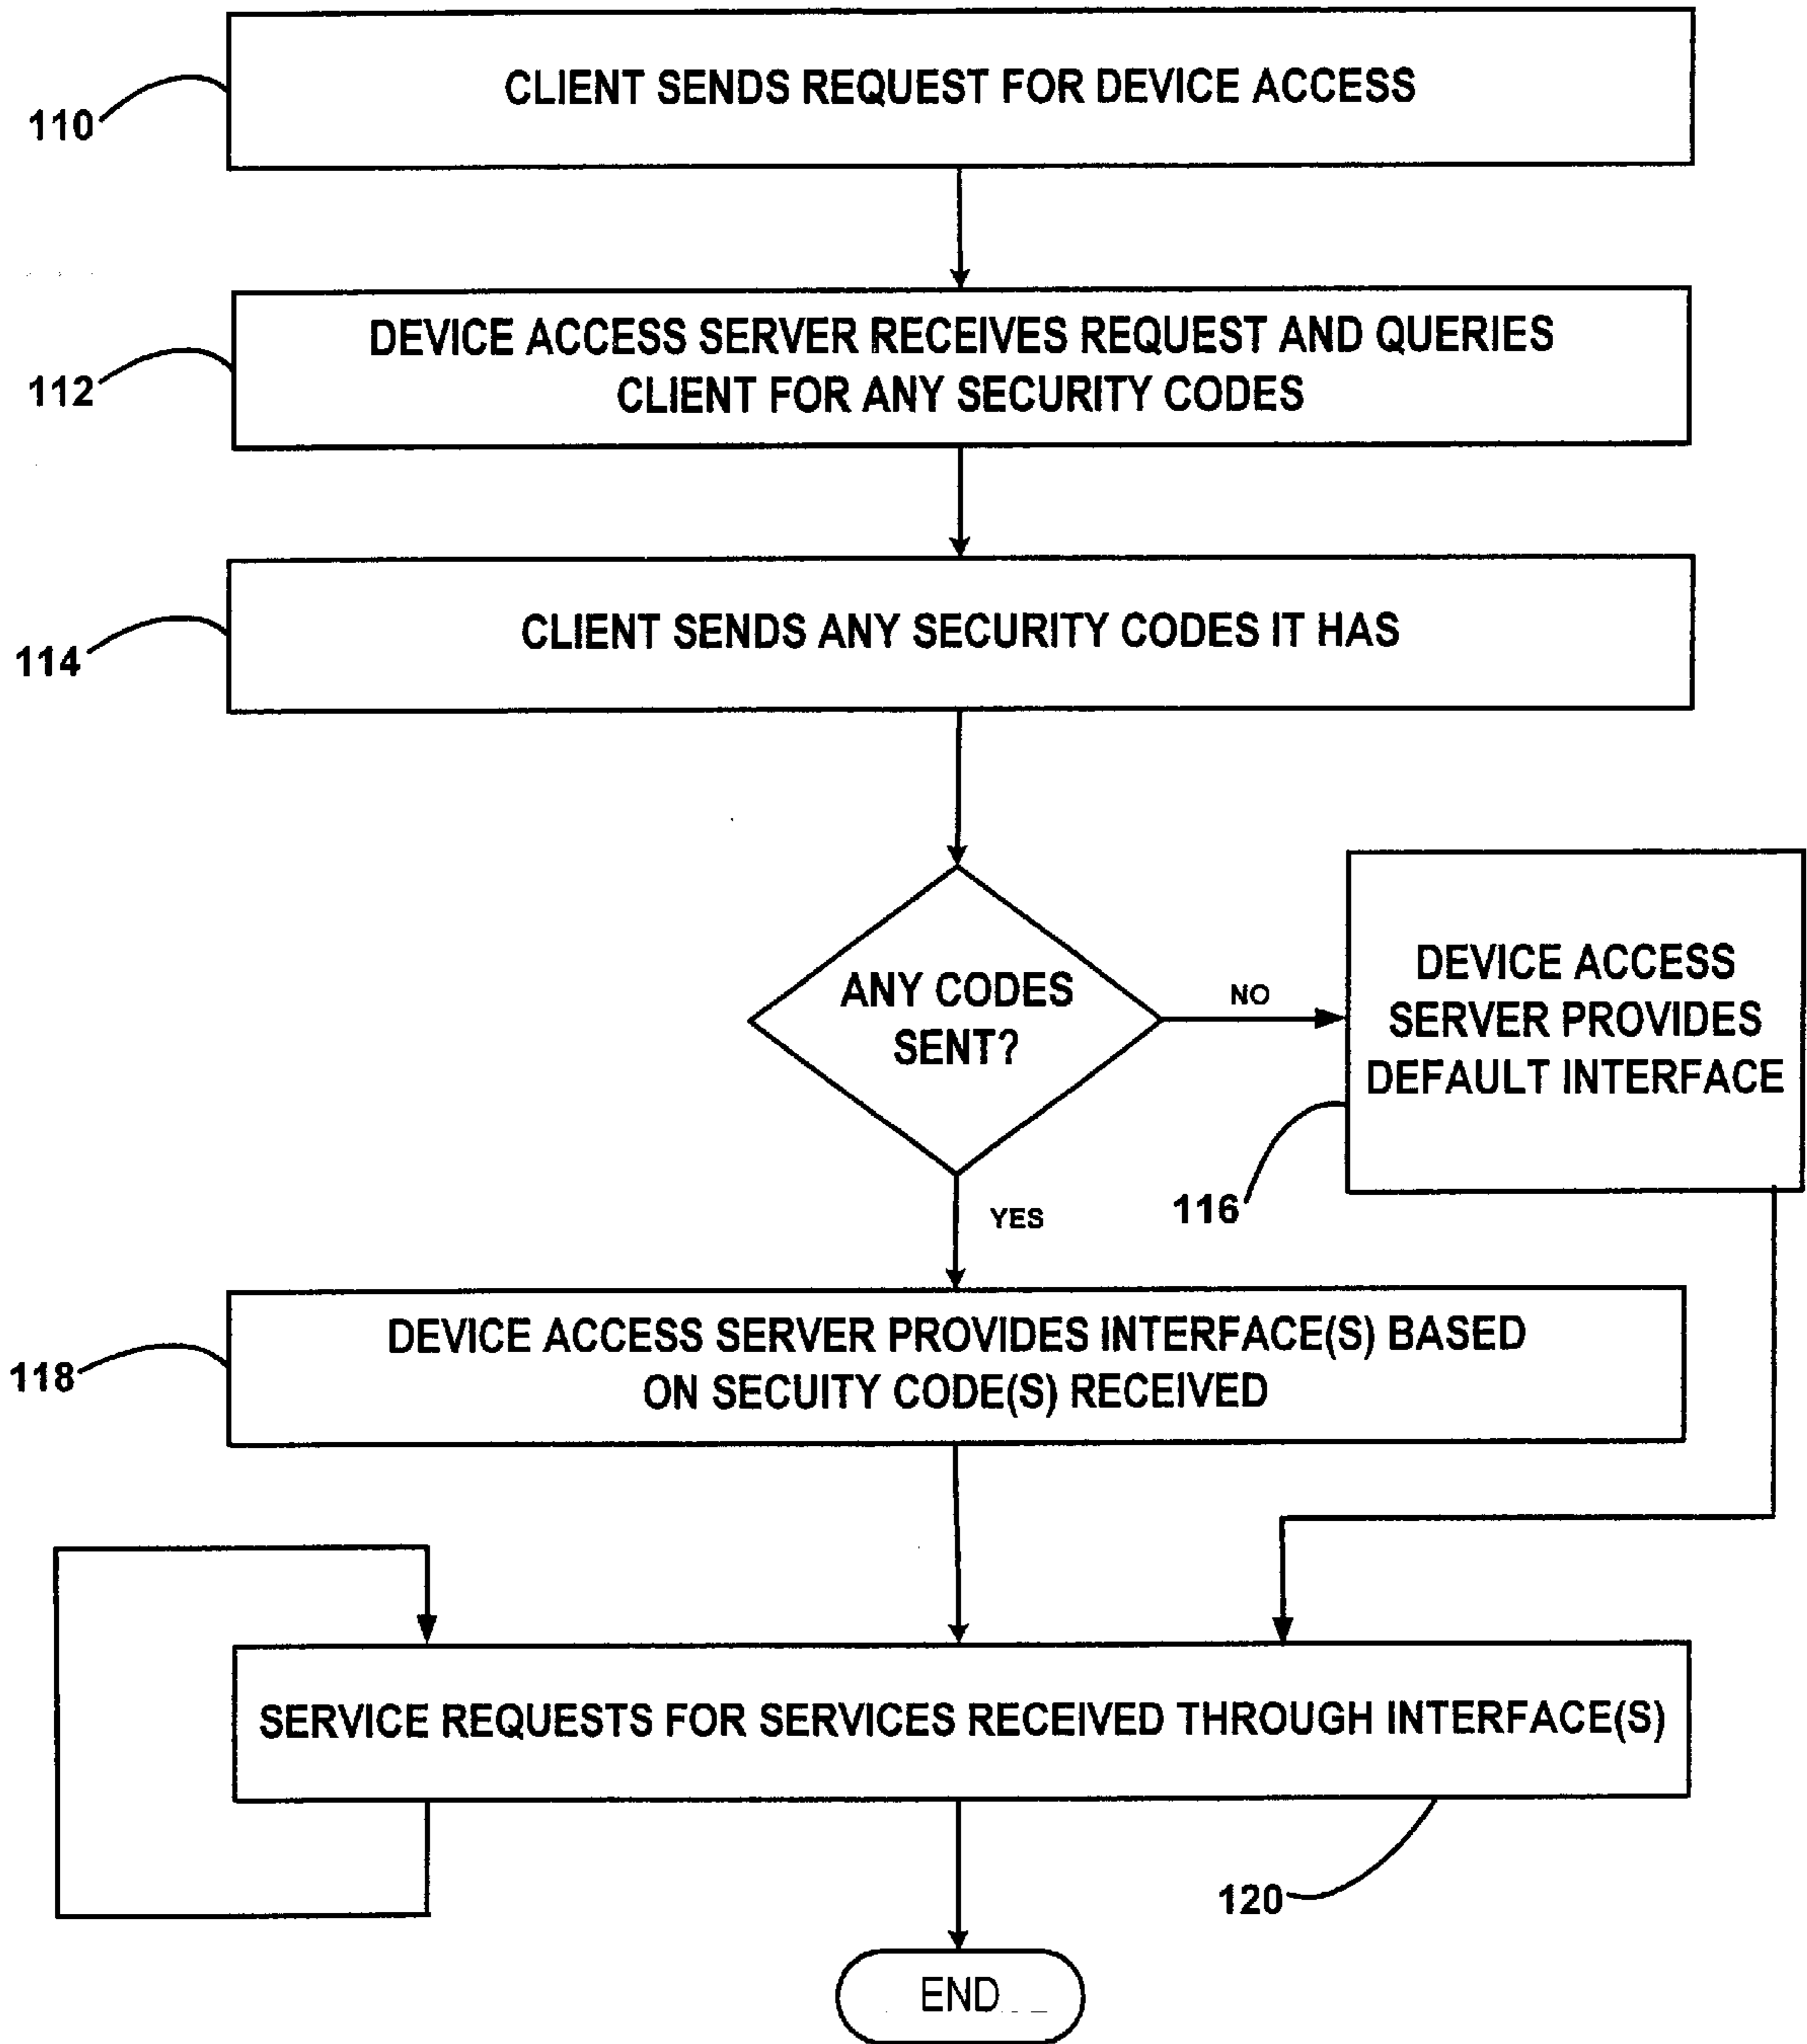 CLIENT SENDS REQUEST FOR DEVICE ACCESS
110
DEVICE ACCESS SERVER RECEIVES REQUEST AND QUERIES
CLIENT FOR ANY SECURITY CODES
112
CLIENT SENDS ANY SECURITY CODES IT HAS
114
ANY CODES
SENT?
NO
DEVICE ACCESS
SERVER PROVIDES
DEFAULT INTERFACE
116
YES
DEVICE ACCESS SERVER PROVIDES INTERFACE(S) BASED
ON SECUITY CODE(S) RECEIVED
118
SERVICE REQUESTS FOR SERVICES RECEIVED THROUGH INTERFACE(S)
120
END